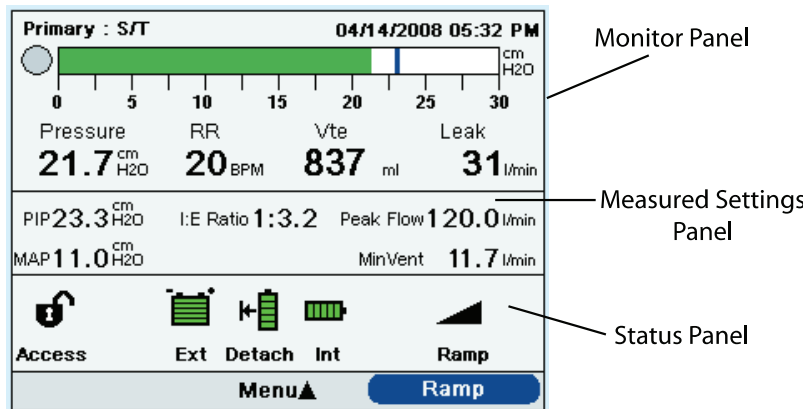 Primary : S/T 04/14/2008 05:32 PM
cm
H2O
0 5 10 15 20 25 30
Pressure RR Vte Leak
21.7 cm H2O 20 BPM 837 ml 31 l/min
PIP 23.3 cm H2O I:E Ratio 1:3.2 Peak Flow 120.0 l/min
MAP 11.0 cm H2O MinVent 11.7 l/min
Access Ext Detach Int Ramp
Menu▲ Ramp
Monitor Panel
Measured Settings
Panel
Status Panel